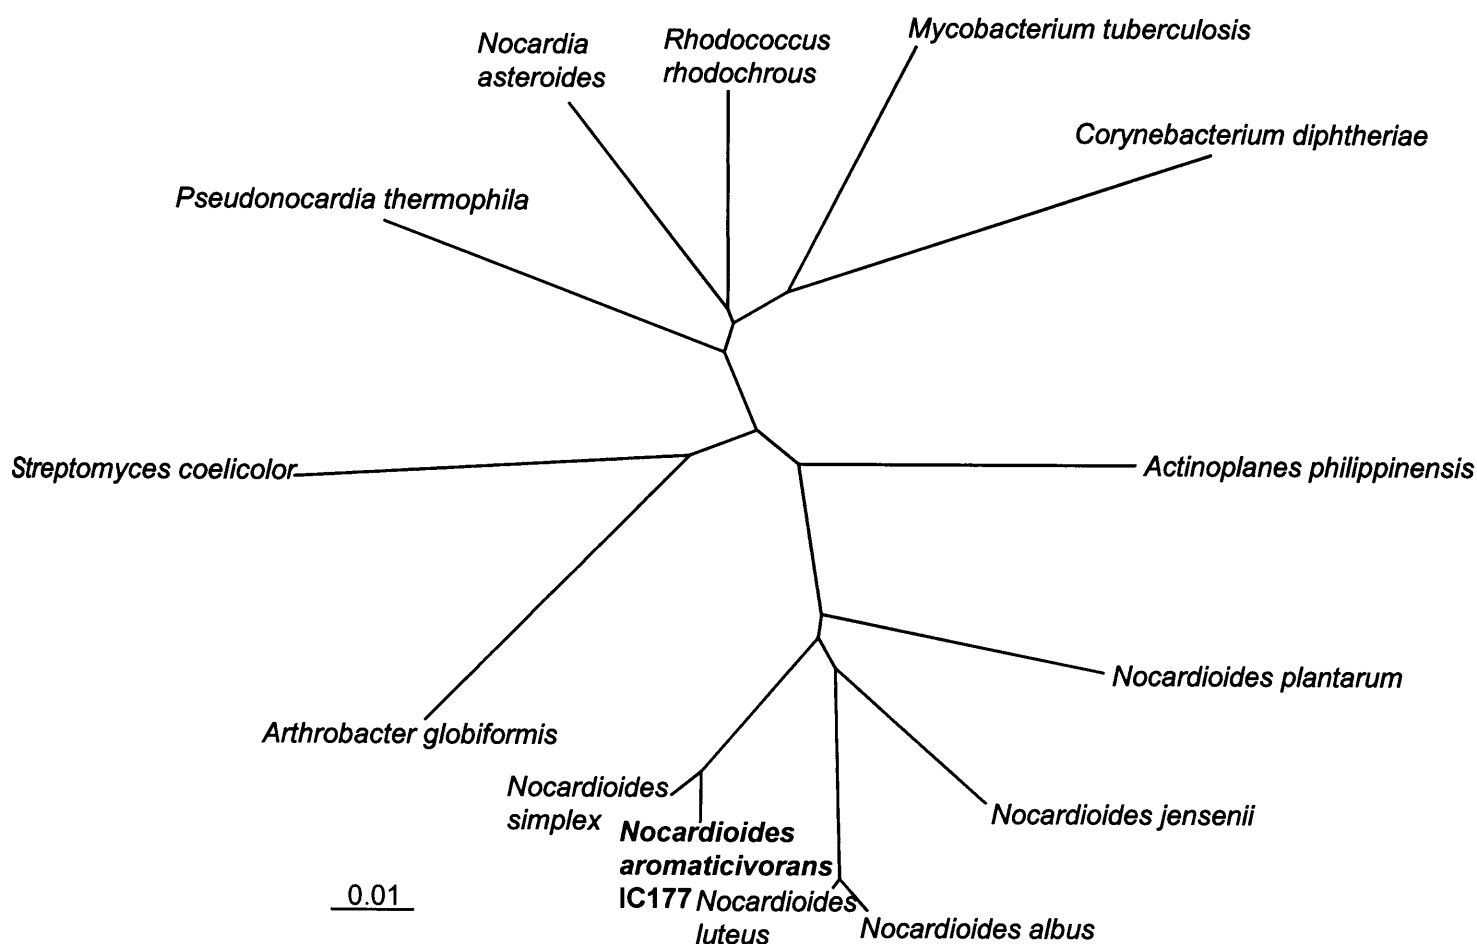 Mycobacterium tuberculosis
Nocardia
asteroides
Rhodococcus
rhodochrous
Corynebacterium diphtheriae
Pseudonocardia thermophila
Streptomyces coelicolor
Actinoplanes philippinensis
Nocardioides plantarum
Arthrobacter globiformis
Nocardioides
simplex
Nocardioides jensenii
Nocardioides
aromaticivorans
IC177
Nocardioides
luteus
Nocardioides albus
0.01